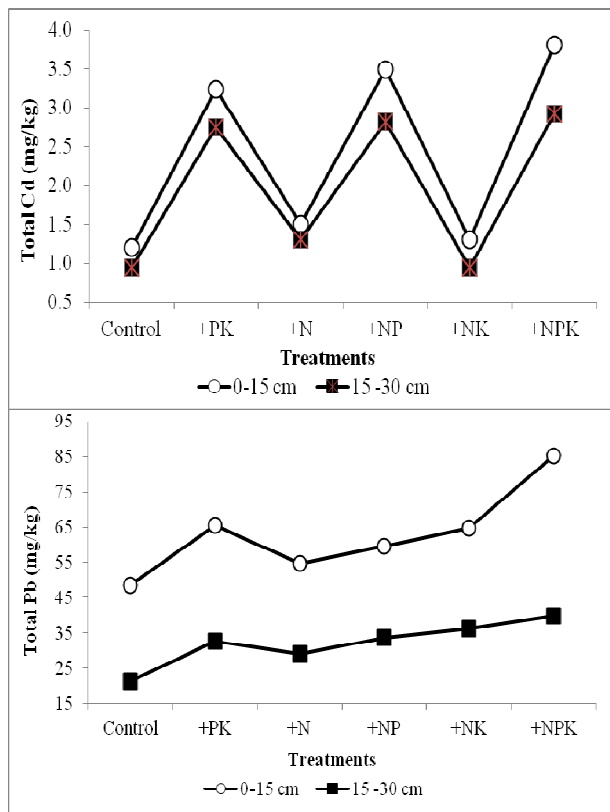 4.0
3.5
3.0
2.5
2.0
1.5
1.0
0.5
Total Cd (mg/kg)
Control +PK +N +NP +NK +NPK
Treatments
0-15 cm 15-30 cm
95
85
75
65
55
45
35
25
15
Total Pb (mg/kg)
Control +PK +N +NP +NK +NPK
Treatments
0-15 cm 15-30 cm